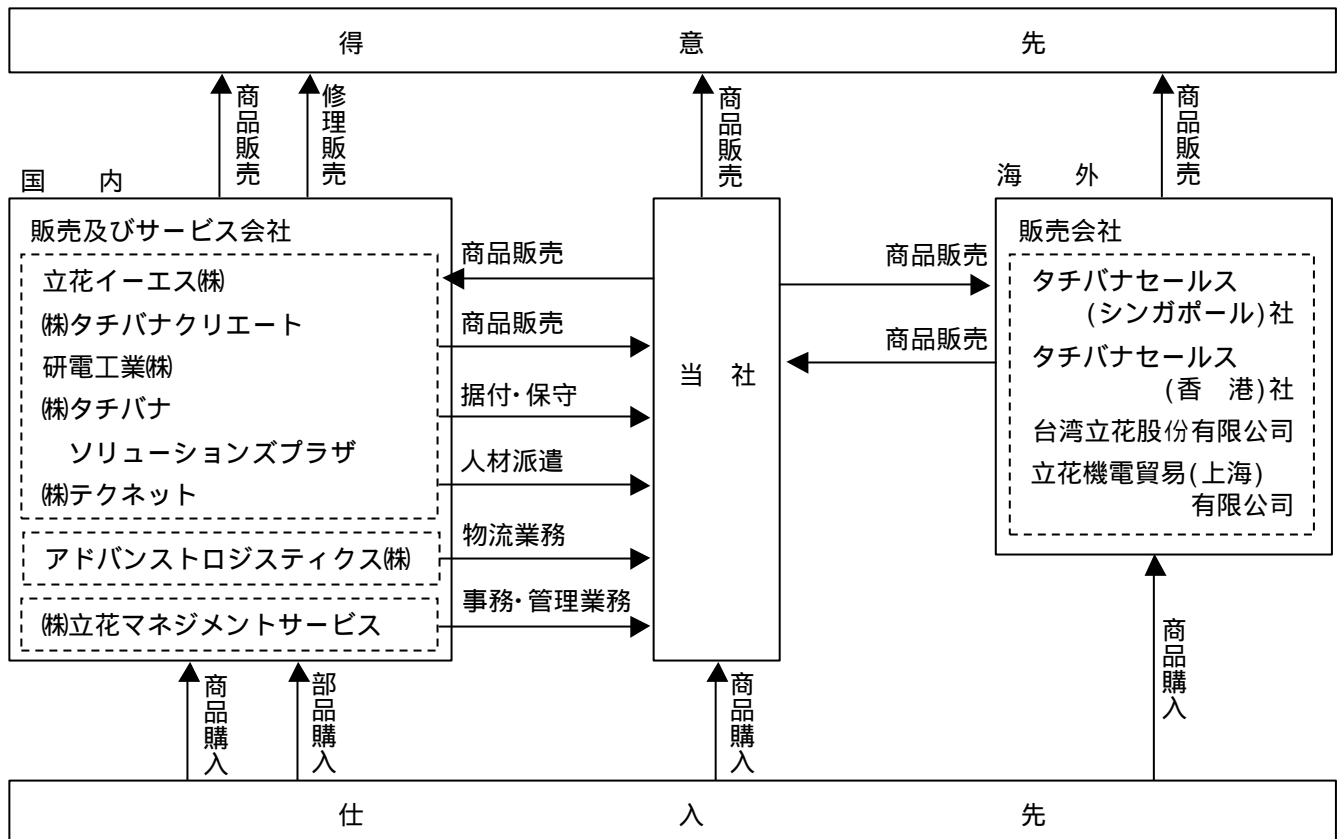 得 意 先
商品販売
修理販売
商品販売
商品販売
国 内
海 外
販売及びサービス会社
立花イーエス㈱
㈱タチバナクリエート
研電工業㈱
㈱タチバナ
ソリューションズプラザ
㈱テクネット
アドバンストロジスティクス㈱
㈱立花マネジメントサービス
商品販売
商品販売
据付・保守
人材派遣
物流業務
事務・管理業務
当 社
商品販売
商品販売
販売会社
タチバナセールス
(シンガポール)社
タチバナセールス
(香 港)社
台湾立花股份有限公司
立花機電貿易(上海)
有限公司
商品購入
部品購入
商品購入
商品購入
仕 入 先